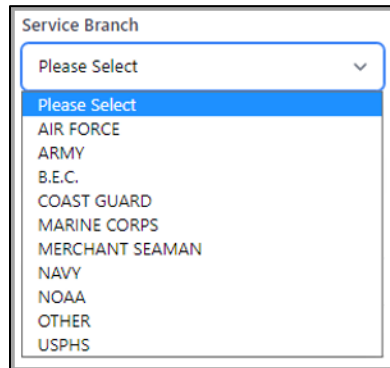 Service Branch
Please Select
Please Select
AIR FORCE
ARMY
B.E.C.
COAST GUARD
MARINE CORPS
MERCHANT SEAMAN
NAVY
NOAA
OTHER
USPHS